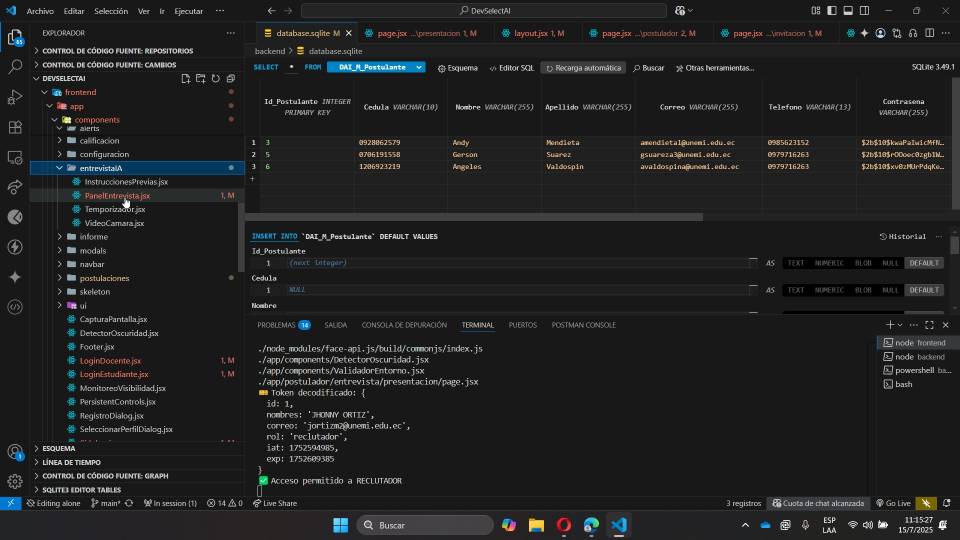 Archivo Editar Selección Ver Ir Ejecutar ··· DevSelectAI
EXPLORADOR ···
CONTROL DE CÓDIGO FUENTE: REPOSITORIOS
CONTROL DE CÓDIGO FUENTE: CAMBIOS
DEVSELECTAI
frontend
app
components
alerts
calificacion
configuracion
entrevistaIA
InstruccionesPrevias.jsx
PanelEntrevista.jsx 1, M
Temporizador.jsx
VideoCamara.jsx
informe
modals
navbar
postulaciones
skeleton
ui
CapturaPantalla.jsx
DetectorOscuridad.jsx
Footer.jsx
LoginDocente.jsx 1, M
LoginEstudiante.jsx 1, M
MonitoreoVisibilidad.jsx
PersistentControls.jsx
RegistroDialog.jsx
SeleccionarPerfilDialog.jsx
ESQUEMA
LÍNEA DE TIEMPO
CONTROL DE CÓDIGO FUENTE: GRAPH
SQLITE3 EDITOR TABLES
database.sqlite M page.jsx ...\presentacion 1, M layout.jsx 1, M page.jsx ...\postulador 2, M page.jsx ...\invitacion 1, M
backend > database.sqlite
SELECT * FROM DAI_M_Postulante Esquema Editor SQL Recarga automática Buscar Otras herramientas... SQLite 3.49.1
Id_Postulante INTEGER PRIMARY KEY Cedula VARCHAR(10) Nombre VARCHAR(255) Apellido VARCHAR(255) Correo VARCHAR(255) Telefono VARCHAR(13) Contrasena VARCHAR(255)
1 3 0928062579 Andy Mendieta amendieta1@unemi.edu.ec 0985623152
2 5 0706191558 Gerson Suarez gsuareza3@unemi.edu.ec 0979716263
3 6 1206923219 Angeles Valdospin avaldospina@unemi.edu.ec 0979716263
+
INSERT INTO `DAI_M_Postulante` DEFAULT VALUES Historial ···
Id_Postulante
1 (next integer) AS TEXT NUMERIC BLOB NULL DEFAULT
Cedula
1 NULL AS TEXT NUMERIC BLOB NULL DEFAULT
Nombre
PROBLEMAS 14 SALIDA CONSOLA DE DEPURACIÓN TERMINAL PUERTOS POSTMAN CONSOLE
./node_modules/face-api.js/build/commonjs/index.js
./app/components/DetectorOscuridad.jsx
./app/components/ValidadorEntorno.jsx
./app/postulador/entrevista/presentacion/page.jsx
🎫 Token decodificado: {
id: 1,
nombres: 'JHONNY ORTIZ',
correo: 'jortizm2@unemi.edu.ec',
rol: 'reclutador',
iat: 1752594985,
exp: 1752609385
}
✅ Acceso permitido a RECLUTADOR
node frontend
node backend
powershell ba...
bash
Editing alone main* In session (1) 14 0 Live Share 3 registros Cuota de chat alcanzada Go Live
Buscar
ESP
LAA
11:15:27
15/7/2025